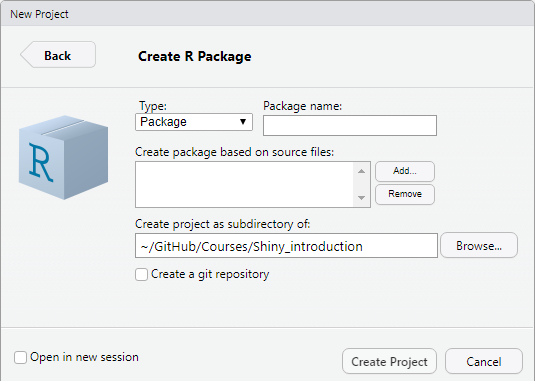 New Project
Back
Create R Package
Type:
Package name:
Package
R
Create package based on source files:
Add...
Remove
Create project as subdirectory of:
~/GitHub/Courses/Shiny_introduction
Browse...
Create a git repository
Open in new session
Create Project
Cancel